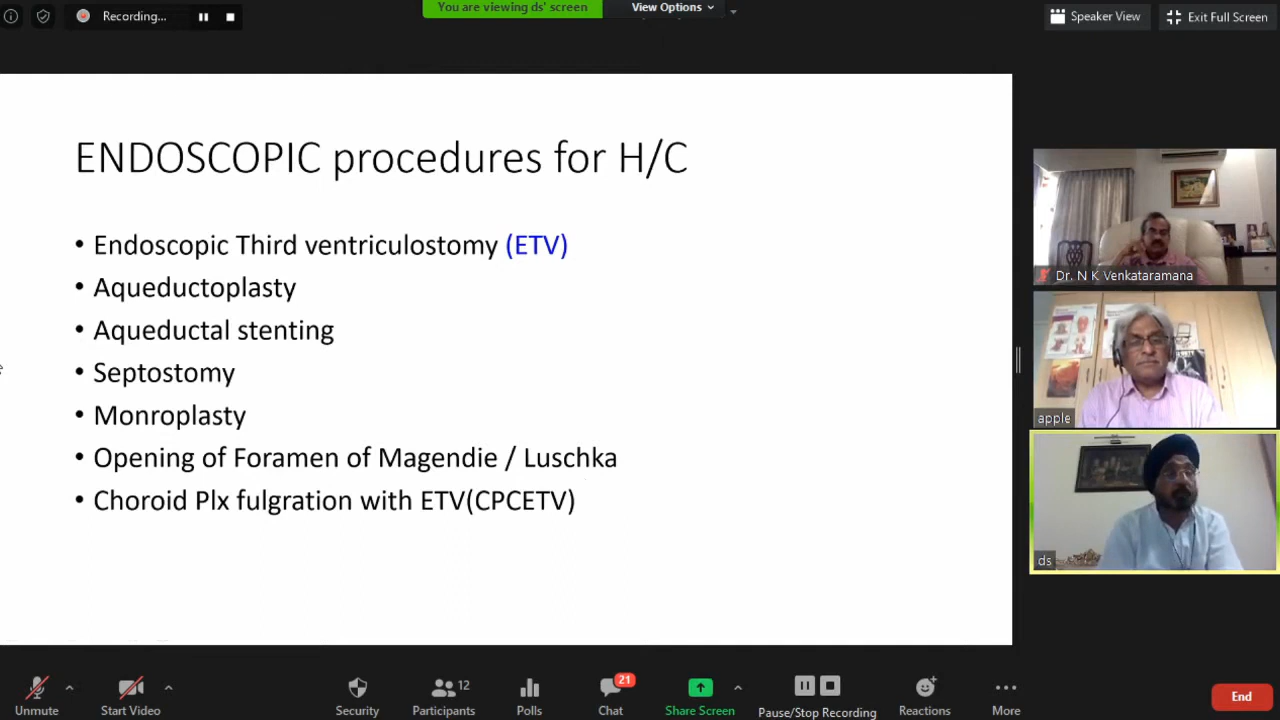 Recording...
You are viewing ds' screen
View Options
Speaker View
Exit Full Screen
ENDOSCOPIC procedures for H/C
• Endoscopic Third ventriculostomy (ETV)
• Aqueductoplasty
• Aqueductal stenting
• Septostomy
• Monroplasty
• Opening of Foramen of Magendie / Luschka
• Choroid Plx fulgration with ETV(CPCETV)
Dr. N K Venkataramana
apple
ds
Unmute
Start Video
Security
12
Participants
Polls
21
Chat
Share Screen
Pause/Stop Recording
Reactions
More
End